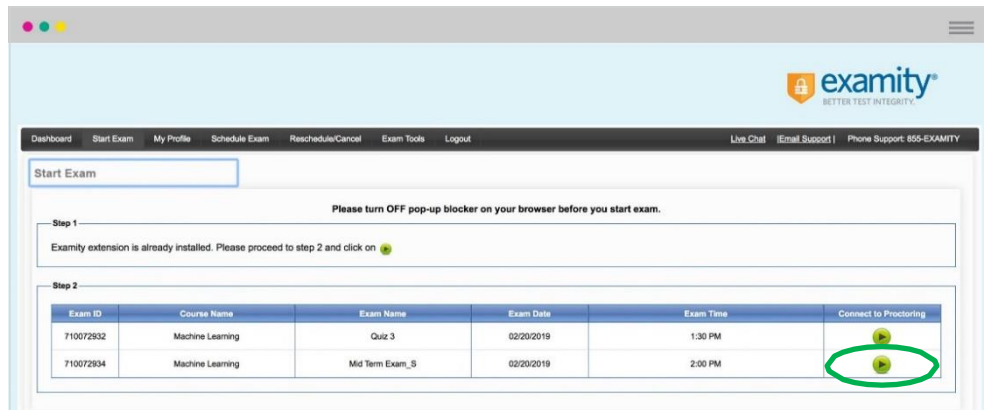 examity®
BETTER TEST INTEGRITY.
Dashboard Start Exam My Profile Schedule Exam Reschedule/Cancel Exam Tools Logout Live Chat |Email Support | Phone Support: 855-EXAMITY
Start Exam
Please turn OFF pop-up blocker on your browser before you start exam.
Step 1
Examity extension is already installed. Please proceed to step 2 and click on
Step 2
Exam ID Course Name Exam Name Exam Date Exam Time Connect to Proctoring
710072932 Machine Learning Quiz 3 02/20/2019 1:30 PM
710072934 Machine Learning Mid Term Exam_S 02/20/2019 2:00 PM